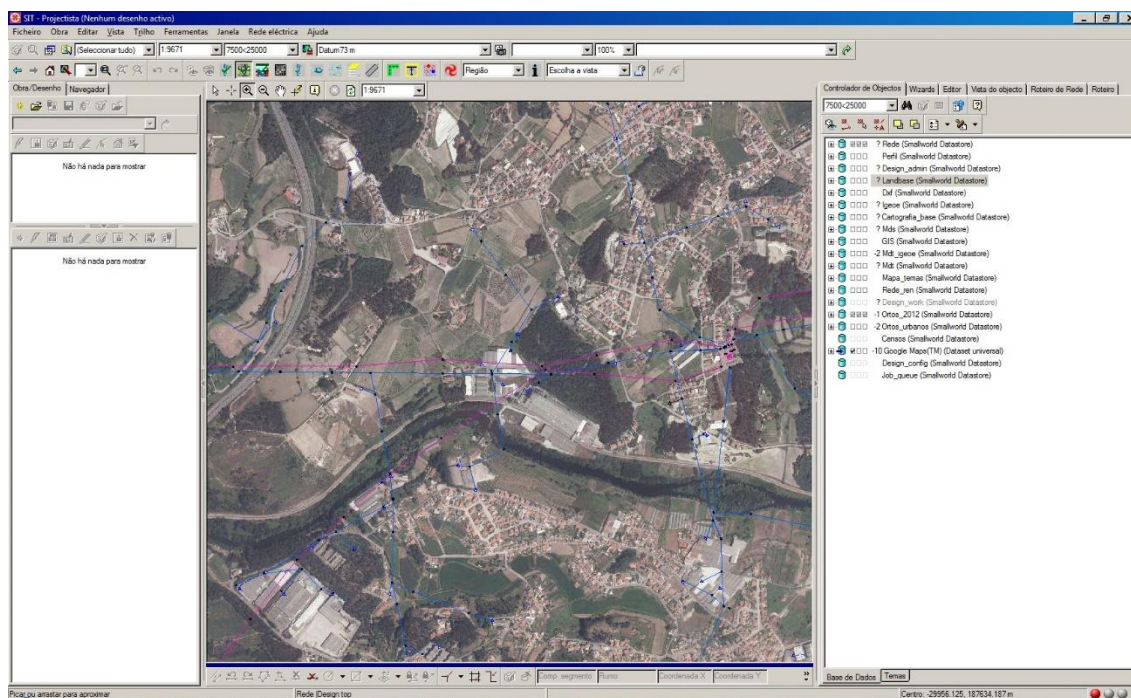 SIT - Projectista (Nenhum desenho activo)
Ficheiro Obra Editar Vista Trilho Ferramentas Janela Rede eléctrica Ajuda
(Seleccionar tudo) 1:9671 7500<25000 Datum73 m 100%
Região Escolha a vista
Obra/Desenho Navegador
1:9671
Controlador de Objectos Wizards Editor Vista do objecto Roteiro de Rede Roteiro
7500<25000
Não há nada para mostrar
Não há nada para mostrar
? Rede (Smallworld Datastore)
Perfil (Smallworld Datastore)
? Design_admin (Smallworld Datastore)
? Landbase (Smallworld Datastore)
Dxf (Smallworld Datastore)
? Igeoe (Smallworld Datastore)
? Cartografia_base (Smallworld Datastore)
? Mds (Smallworld Datastore)
GIS (Smallworld Datastore)
-2 Mdt_igeoe (Smallworld Datastore)
? Mdt (Smallworld Datastore)
Mapa_temas (Smallworld Datastore)
Rede_ren (Smallworld Datastore)
? Design_work (Smallworld Datastore)
-1 Ortos_2012 (Smallworld Datastore)
-2 Ortos_urbanos (Smallworld Datastore)
Censos (Smallworld Datastore)
-10 Google Maps(TM) (Dataset universal)
Design_config (Smallworld Datastore)
Job_queue (Smallworld Datastore)
Comp. segmento Rumo Coordenada X Coordenada Y
Base de Dados Temas
Picar ou arrastar para aproximar Rede |Design top Centro: -29956.125, 187634.187 m